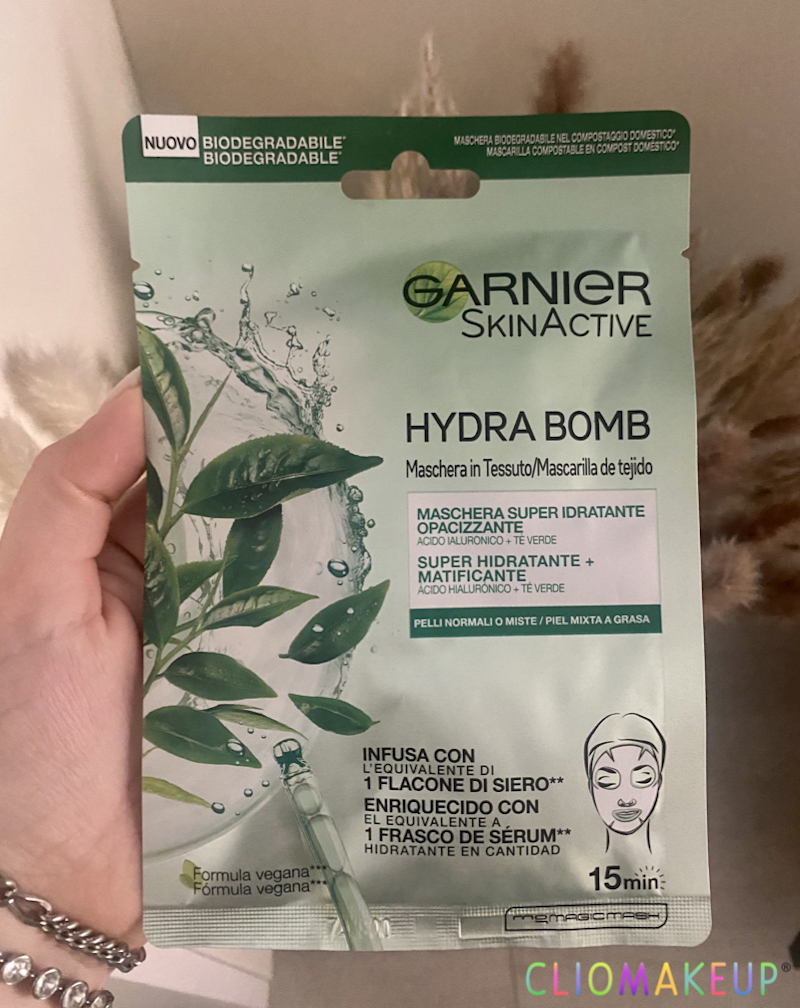 NUOVO BIODEGRADABILE*
BIODEGRADABLE*
MASCHERA BIODEGRADABILE NEL COMPOSTAGGIO DOMESTICO*
MASCARILLA COMPOSTABLE EN COMPOST DOMÉSTICO*
GARNIER
SKINACTIVE
HYDRA BOMB
Maschera in Tessuto/Mascarilla de tejido
MASCHERA SUPER IDRATANTE
OPACIZZANTE
ACIDO IALURONICO + TÈ VERDE
SUPER HIDRATANTE +
MATIFICANTE
ÁCIDO HIALURÓNICO + TÉ VERDE
PELLI NORMALI O MISTE / PIEL MIXTA A GRASA
INFUSA CON
L'EQUIVALENTE DI
1 FLACONE DI SIERO**
ENRIQUECIDO CON
EL EQUIVALENTE A
1 FRASCO DE SÉRUM**
HIDRATANTE EN CANTIDAD
Formula vegana***
Fórmula vegana***
15 min
CLIOMAKEUP®